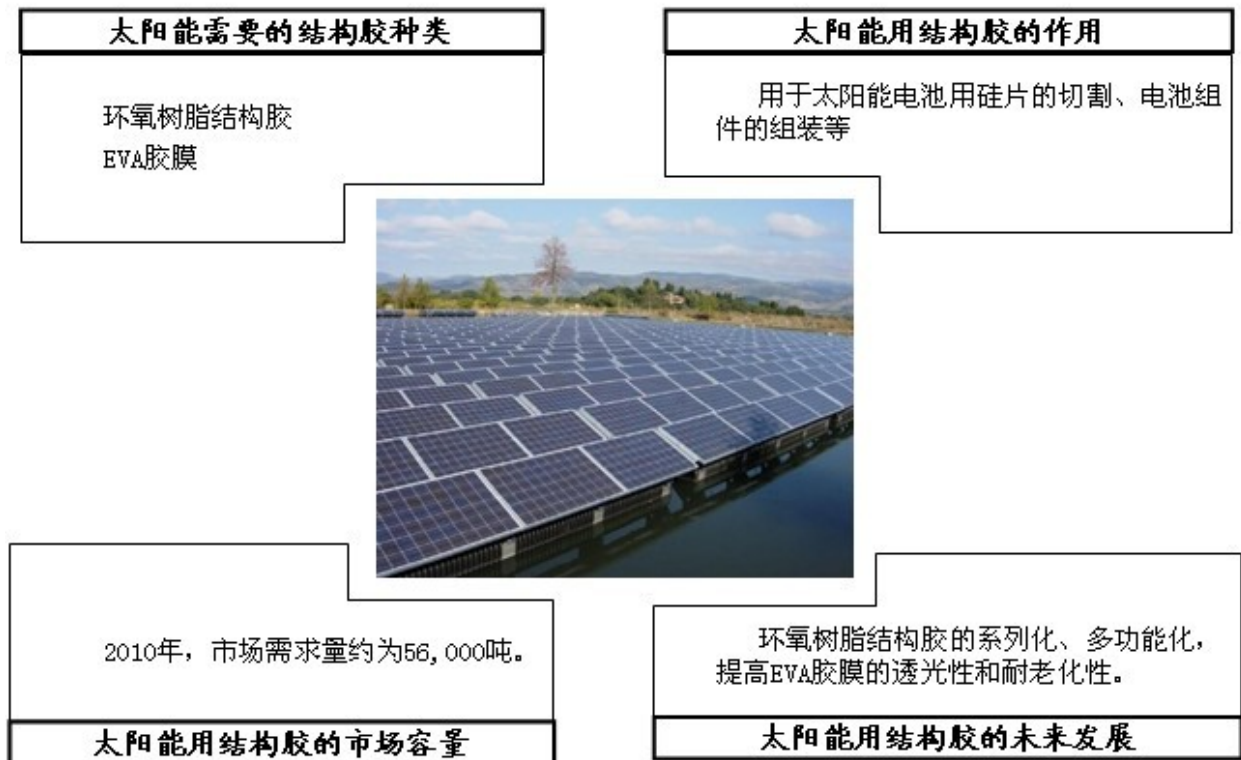 太阳能需要的结构胶种类
环氧树脂结构胶
EVA胶膜
太阳能用结构胶的作用
用于太阳能电池用硅片的切割、电池组
件的组装等
2010年，市场需求量约为56,000吨。
太阳能用结构胶的市场容量
环氧树脂结构胶的系列化、多功能化，
提高EVA胶膜的透光性和耐老化性。
太阳能用结构胶的未来发展